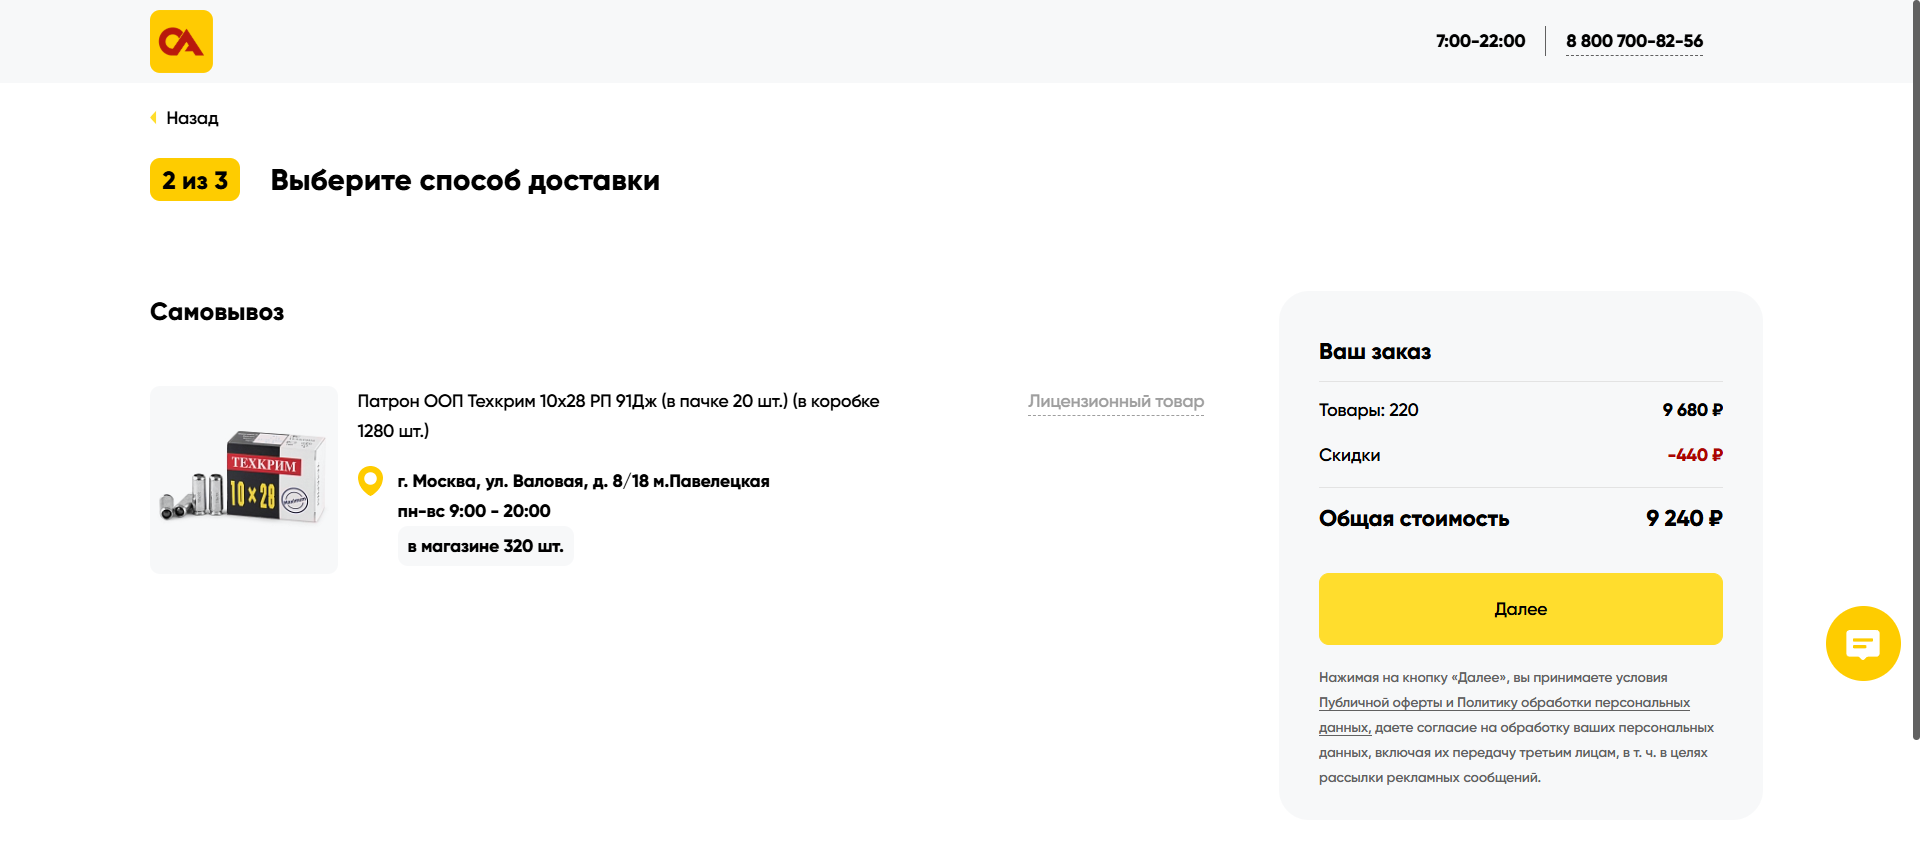 СА
7:00-22:00
8 800 700-82-56
Назад
2 из 3
Выберите способ доставки
Самовывоз
Патрон ООП Техкрим 10х28 РП 91Дж (в пачке 20 шт.) (в коробке
1280 шт.)
Лицензионный товар
ТЕХКРИМ
10×28
Maximum
г. Москва, ул. Валовая, д. 8/18 м.Павелецкая
пн-вс 9:00 - 20:00
в магазине 320 шт.
Ваш заказ
Товары: 220
9 680 ₽
Скидки
-440 ₽
Общая стоимость
9 240 ₽
Далее
Нажимая на кнопку «Далее», вы принимаете условия
Публичной оферты и Политику обработки персональных
данных, даете согласие на обработку ваших персональных
данных, включая их передачу третьим лицам, в т. ч. в целях
рассылки рекламных сообщений.